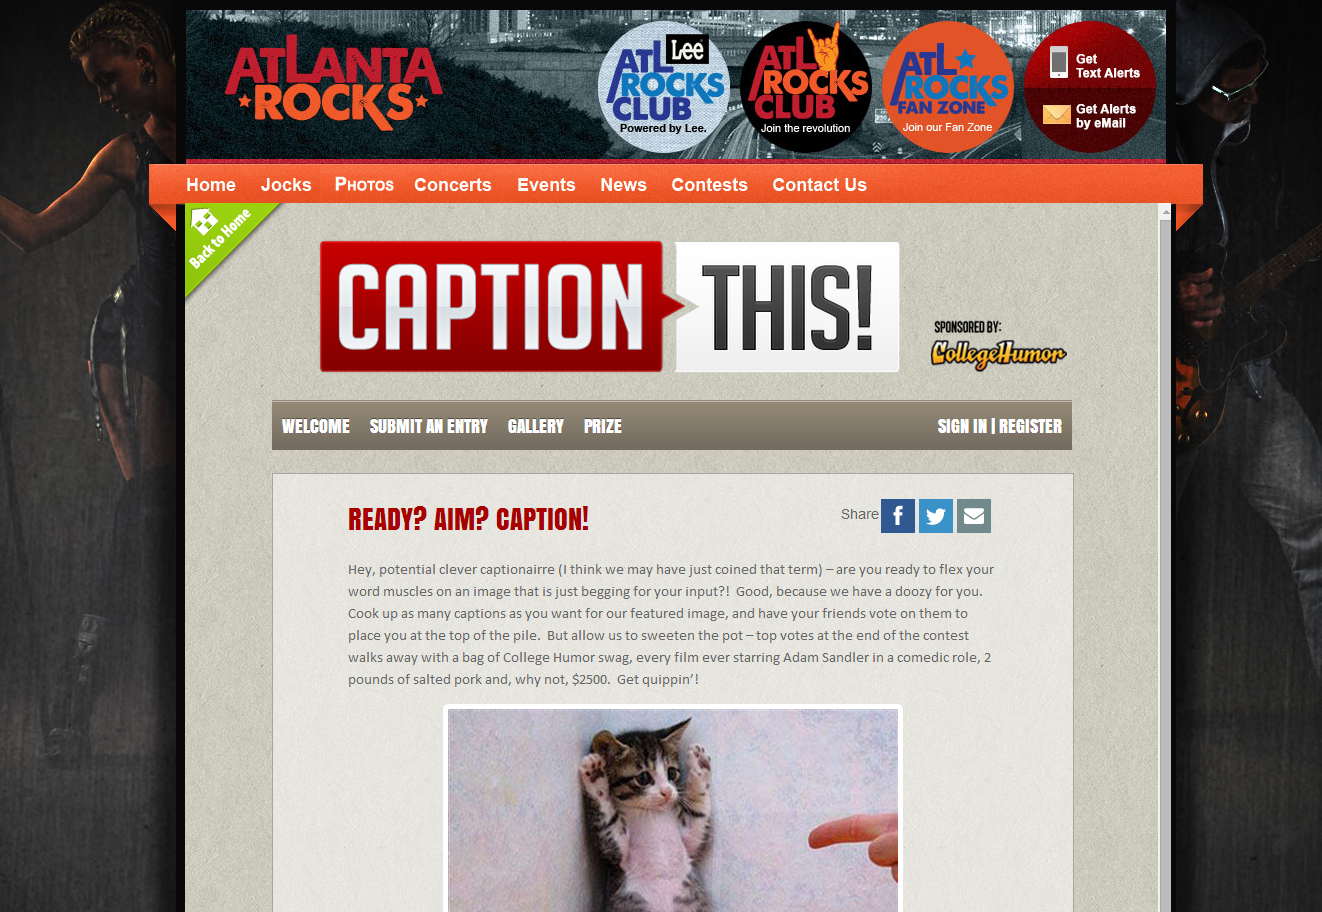 ATLANTA
ROCKS
ATL Lee
ROCKS
CLUB
Powered by Lee.
ATL
ROCKS
CLUB
Join the revolution
ATL
ROCKS
FAN ZONE
Join our Fan Zone
Get
Text Alerts
Get Alerts
by eMail
Home Jocks Photos Concerts Events News Contests Contact Us
Back to Home
CAPTION THIS!
SPONSORED BY:
CollegeHumor
WELCOME SUBMIT AN ENTRY GALLERY PRIZE SIGN IN | REGISTER
READY? AIM? CAPTION!
Share
Hey, potential clever captionairre (I think we may have just coined that term) – are you ready to flex your
word muscles on an image that is just begging for your input?! Good, because we have a doozy for you.
Cook up as many captions as you want for our featured image, and have your friends vote on them to
place you at the top of the pile. But allow us to sweeten the pot – top votes at the end of the contest
walks away with a bag of College Humor swag, every film ever starring Adam Sandler in a comedic role, 2
pounds of salted pork and, why not, $2500. Get quippin’!